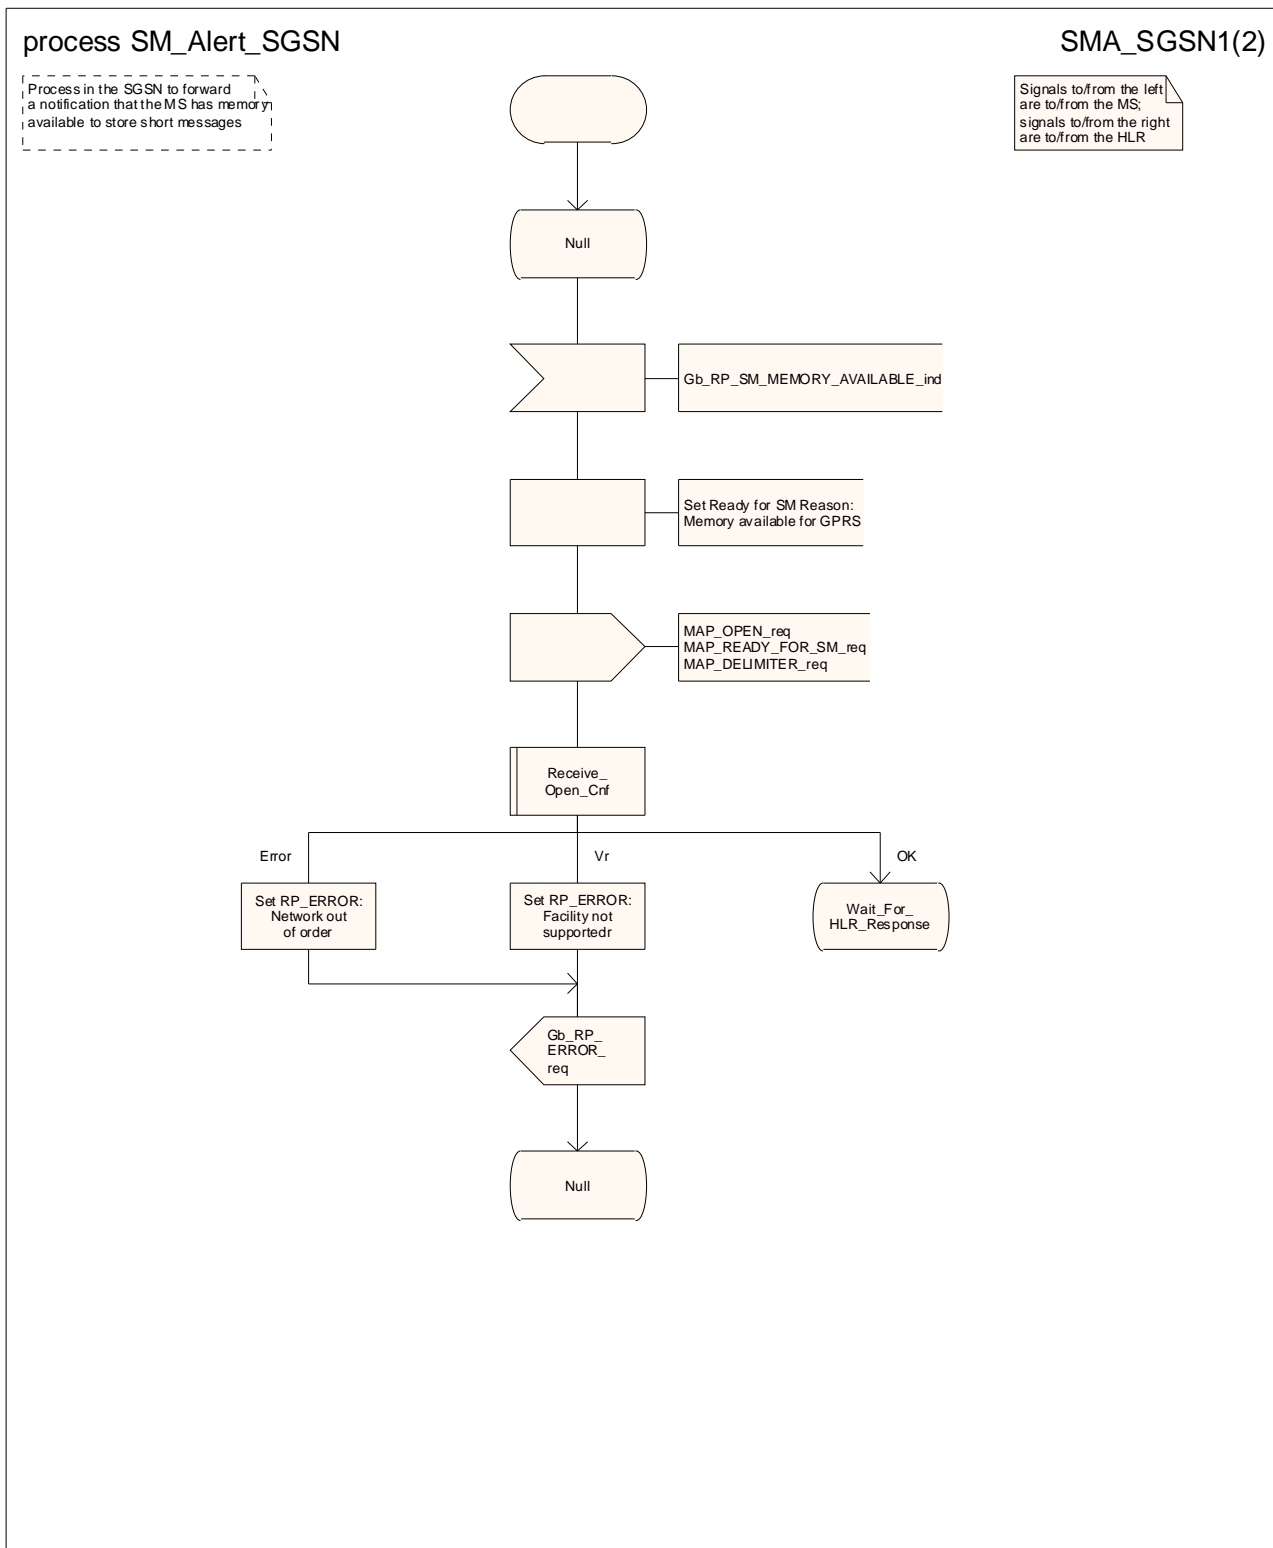 process SM_Alert_SGSN
SMA_SGSN1(2)
Process in the SGSN to forward
a notification that the MS has memory
available to store short messages
Signals to/from the left
are to/from the MS;
signals to/from the right
are to/from the HLR
Null
Gb_RP_SM_MEMORY_AVAILABLE_ind
Set Ready for SM Reason:
Memory available for GPRS
MAP_OPEN_req
MAP_READY_FOR_SM_req
MAP_DELIMITER_req
Receive_
Open_Cnf
Error
Vr
OK
Set RP_ERROR:
Network out
of order
Set RP_ERROR:
Facility not
supportedr
Wait_For_
HLR_Response
Gb_RP_
ERROR_
req
Null